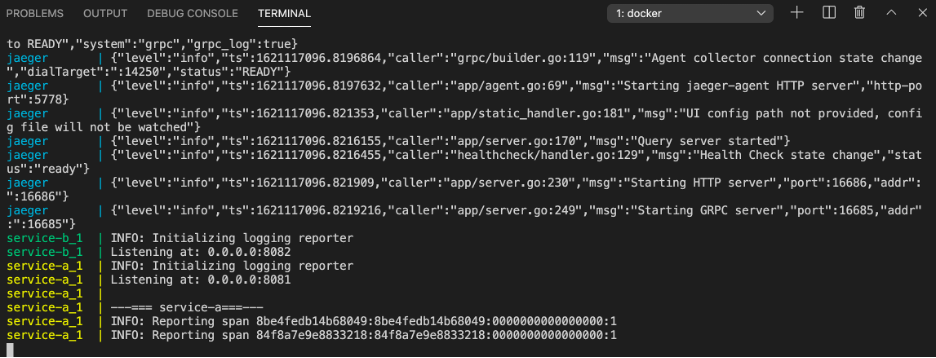 PROBLEMS OUTPUT DEBUG CONSOLE TERMINAL 1: docker
to READY","system":"grpc","grpc_log":true}
jaeger | {"level":"info","ts":1621117096.8196864,"caller":"grpc/builder.go:119","msg":"Agent collector connection state change
","dialTarget":":14250","status":"READY"}
jaeger | {"level":"info","ts":1621117096.8197632,"caller":"app/agent.go:69","msg":"Starting jaeger-agent HTTP server","http-po
rt":5778}
jaeger | {"level":"info","ts":1621117096.821353,"caller":"app/static_handler.go:181","msg":"UI config path not provided, confi
g file will not be watched"}
jaeger | {"level":"info","ts":1621117096.8216155,"caller":"app/server.go:170","msg":"Query server started"}
jaeger | {"level":"info","ts":1621117096.8216455,"caller":"healthcheck/handler.go:129","msg":"Health Check state change","stat
us":"ready"}
jaeger | {"level":"info","ts":1621117096.821909,"caller":"app/server.go:230","msg":"Starting HTTP server","port":16686,"addr":
":16686"}
jaeger | {"level":"info","ts":1621117096.8219216,"caller":"app/server.go:249","msg":"Starting GRPC server","port":16685,"addr"
:":16685"}
service-b_1 | INFO: Initializing logging reporter
service-b_1 | Listening at: 0.0.0.0:8082
service-a_1 | INFO: Initializing logging reporter
service-a_1 | Listening at: 0.0.0.0:8081
service-a_1 |
service-a_1 | ---=== service-a===---
service-a_1 | INFO: Reporting span 8be4fedb14b68049:8be4fedb14b68049:0000000000000000:1
service-a_1 | INFO: Reporting span 84f8a7e9e8833218:84f8a7e9e8833218:0000000000000000:1